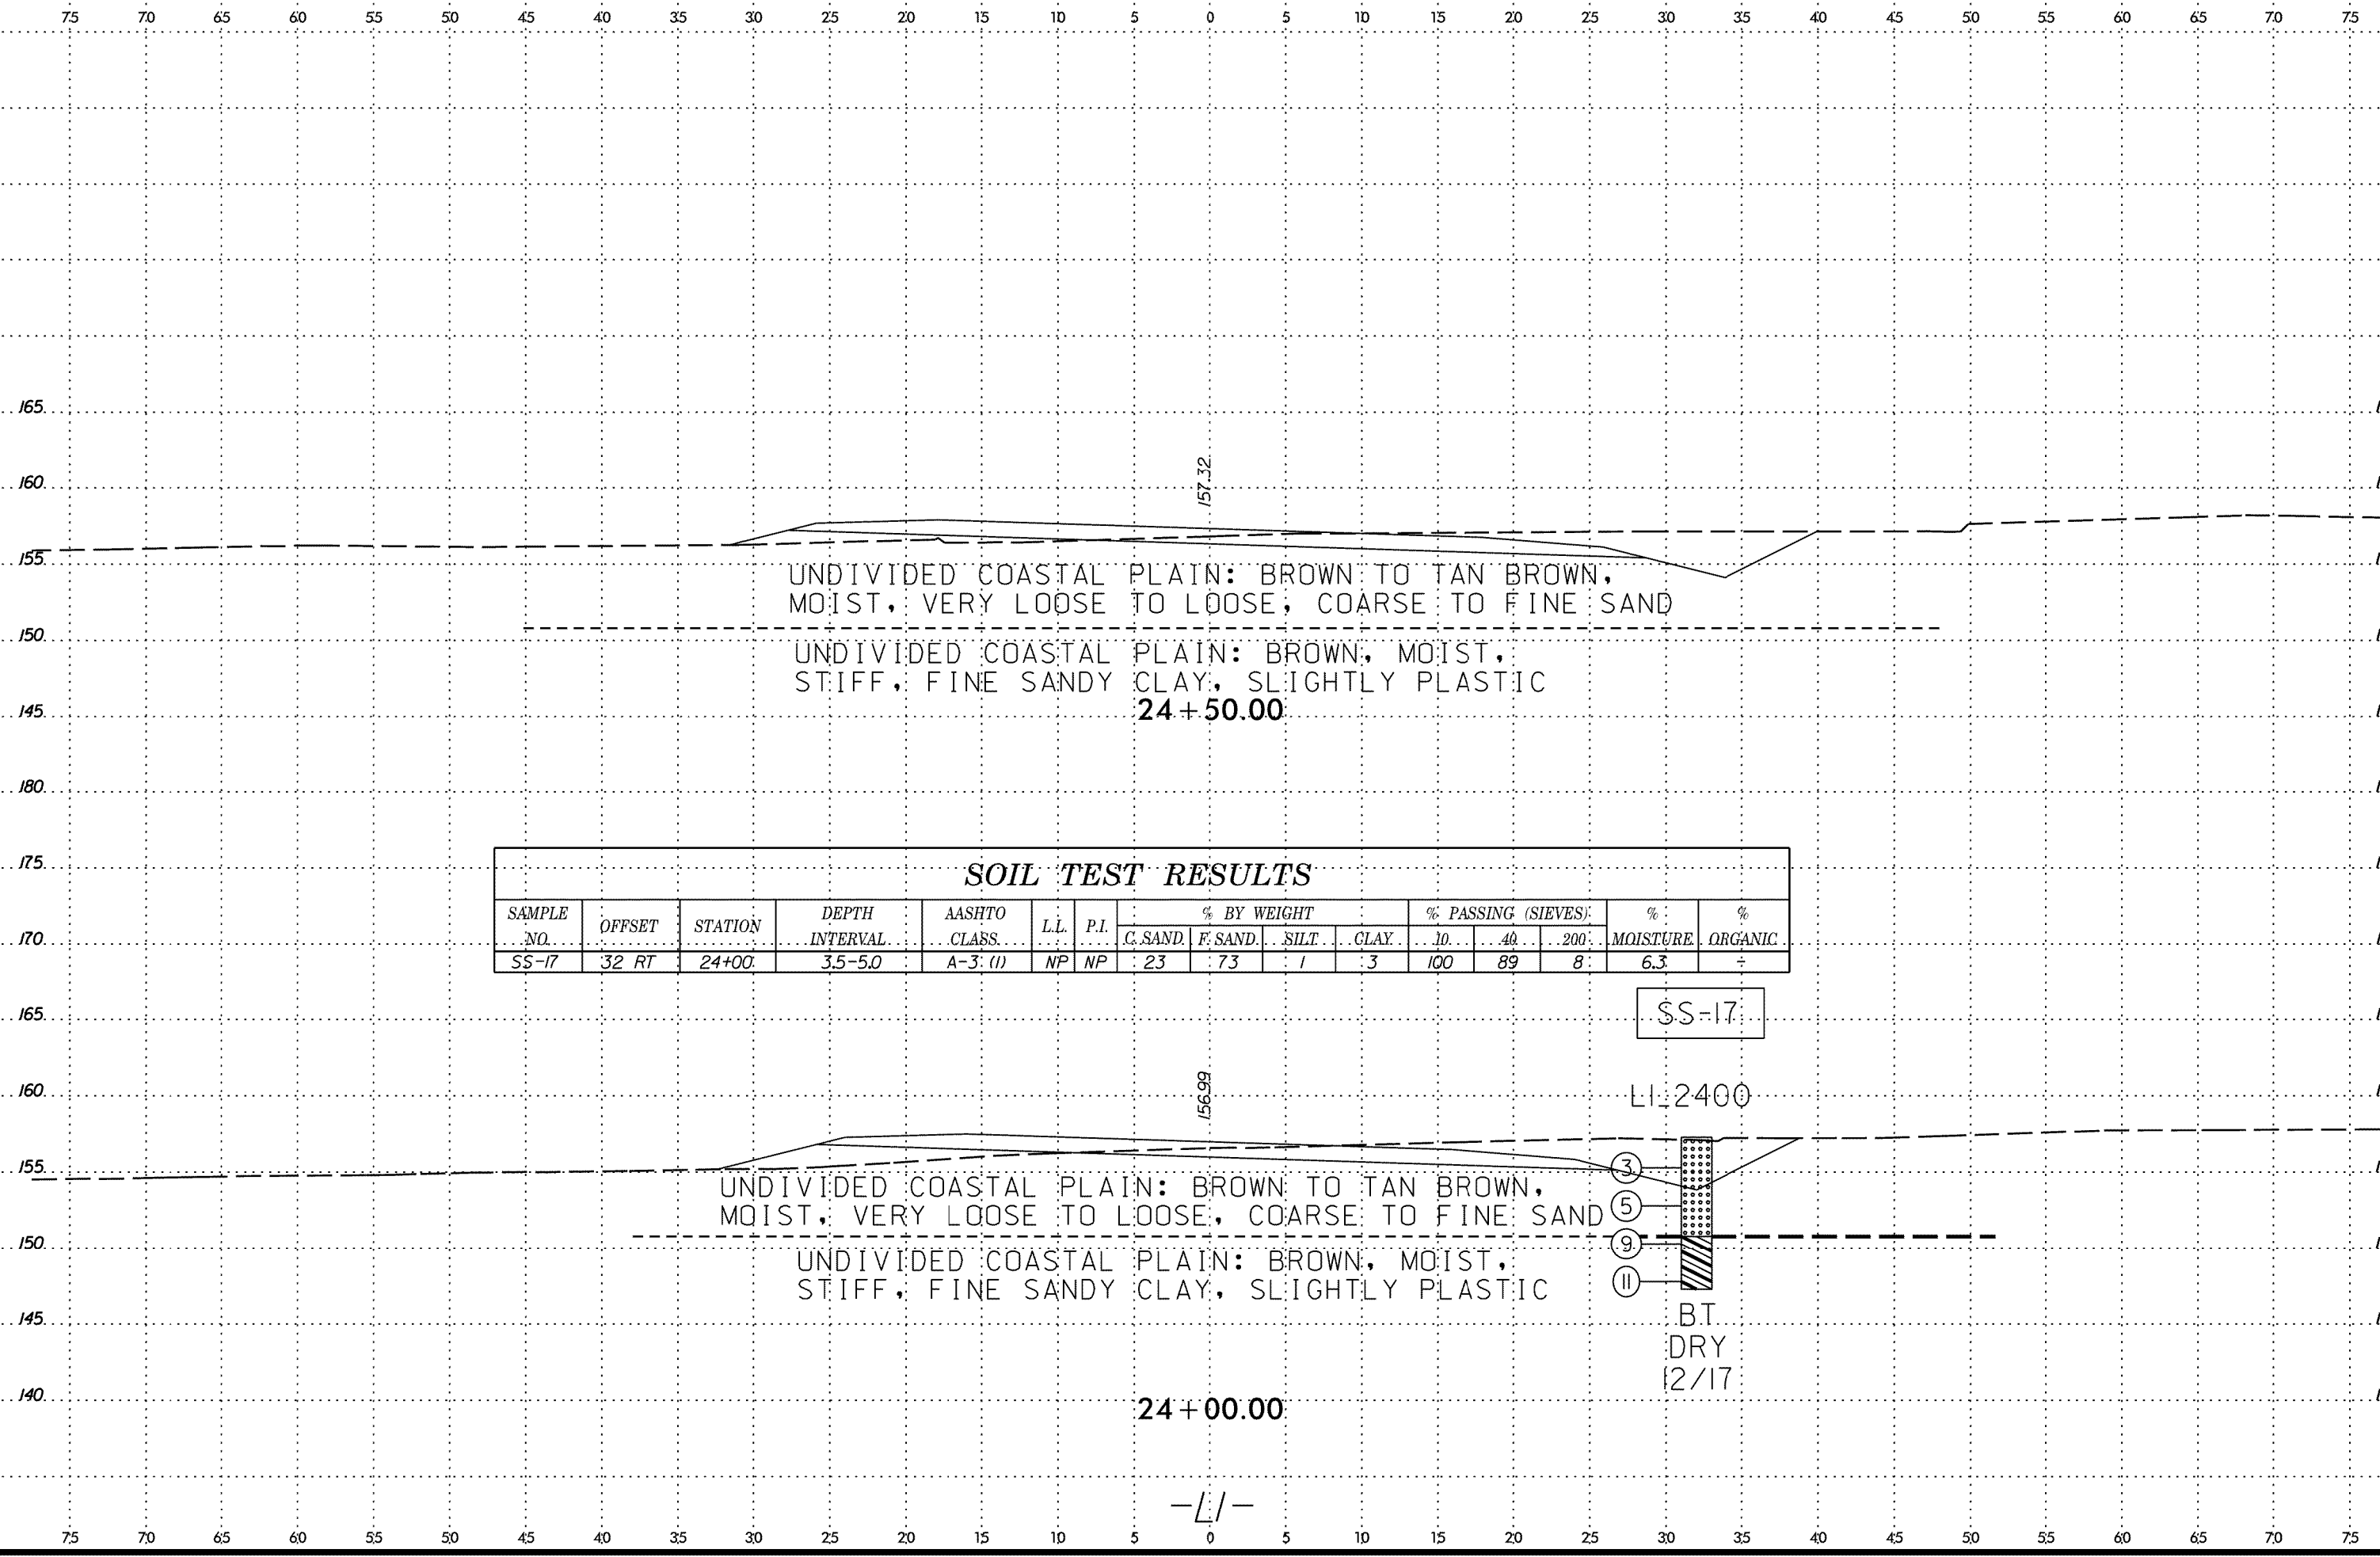 75 70 65 60 55 50 45 40 35 30 25 20 15 10 5 0 5 10 15 20 25 30 35 40 45 50 55 60 65 70 75
165
157.32
160
155
UNDIVIDED COASTAL PLAIN: BROWN TO TAN BROWN,
MOIST, VERY LOOSE TO LOOSE, COARSE TO FINE SAND
150
UNDIVIDED COASTAL PLAIN: BROWN, MOIST,
STIFF, FINE SANDY CLAY, SLIGHTLY PLASTIC
145
24+50.00
180
175
SOIL TEST RESULTS
SAMPLE NO. OFFSET STATION DEPTH INTERVAL AASHTO CLASS. L.L. P.I. % BY WEIGHT % PASSING (SIEVES) % MOISTURE % ORGANIC
C. SAND F. SAND SILT CLAY 10 40 200
170
SS-17 32 RT 24+00 3.5-5.0 A-3 (1) NP NP 23 73 1 3 100 89 8 6.3 -
SS-17
165
156.99
160
L1_2400
155
3
UNDIVIDED COASTAL PLAIN: BROWN TO TAN BROWN,
MOIST, VERY LOOSE TO LOOSE, COARSE TO FINE SAND
5
150
9
UNDIVIDED COASTAL PLAIN: BROWN, MOIST,
STIFF, FINE SANDY CLAY, SLIGHTLY PLASTIC
11
145
BT
DRY
12/17
140
24+00.00
-L1-
75 70 65 60 55 50 45 40 35 30 25 20 15 10 5 0 5 10 15 20 25 30 35 40 45 50 55 60 65 70 75